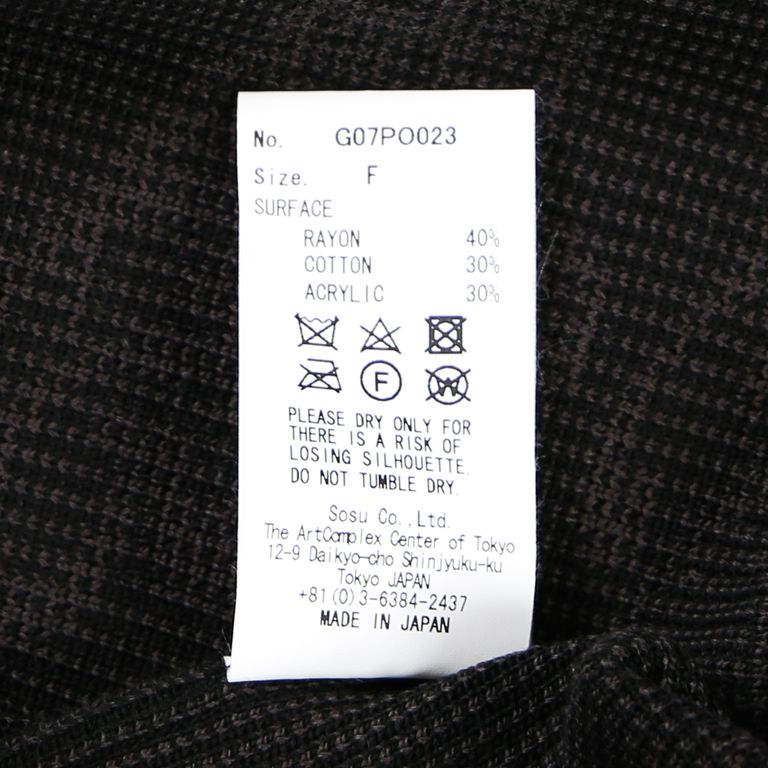 No. G07PO023
Size. F
SURFACE
RAYON 40%
COTTON 30%
ACRYLIC 30%
F W
PLEASE DRY ONLY FOR
THERE IS A RISK OF
LOSING SILHOUETTE.
DO NOT TUMBLE DRY.
Sosu Co.,Ltd.
The ArtComplex Center of Tokyo
12-9 Daikyo-cho Shinjyuku-ku
Tokyo JAPAN
+81(0)3-6384-2437
MADE IN JAPAN